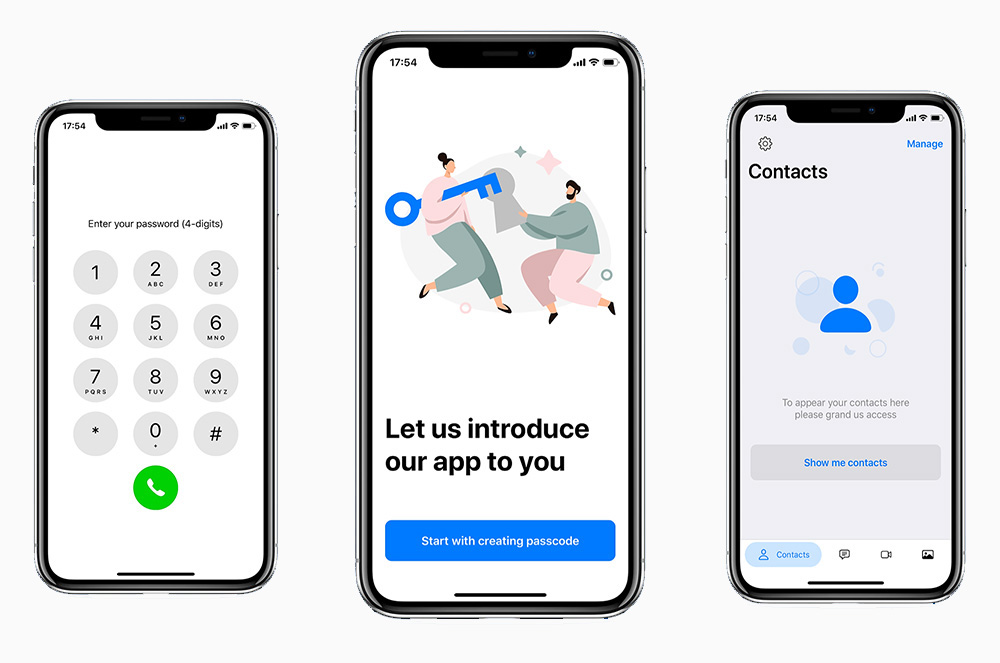 17:54
Enter your password (4-digits)
1
2
ABC
3
DEF
4
GHI
5
JKL
6
MNO
7
PQRS
8
TUV
9
WXYZ
*
0
#
17:54
Let us introduce
our app to you
Start with creating passcode
17:54
Manage
Contacts
To appear your contacts here
please grand us access
Show me contacts
Contacts